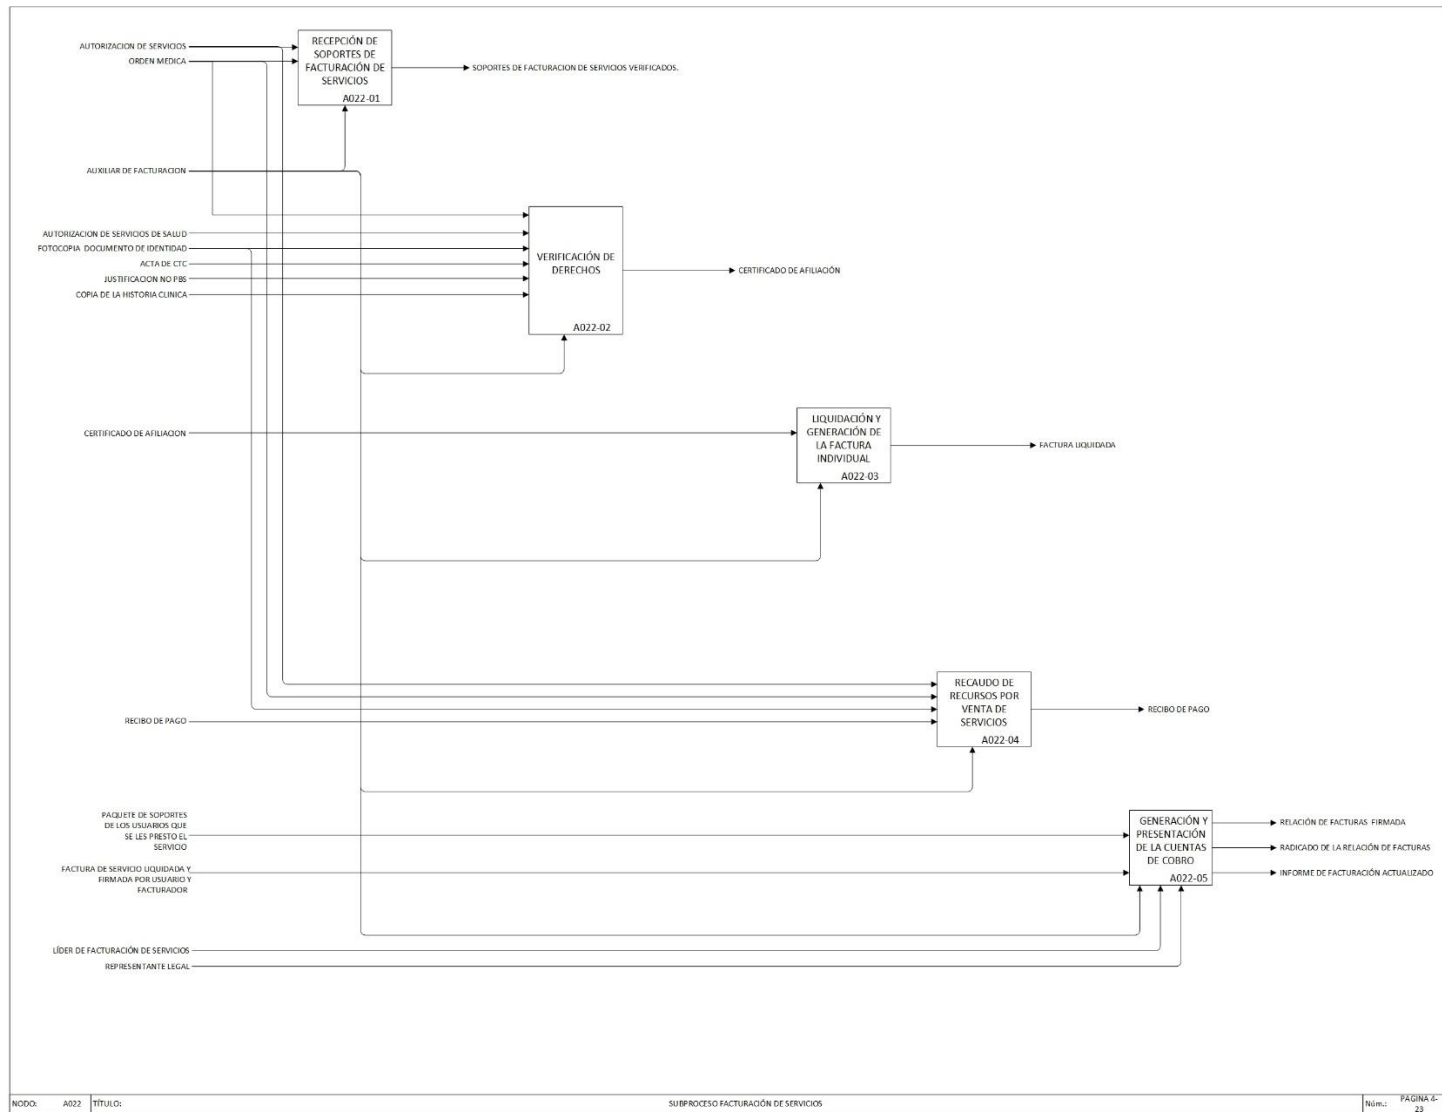 AUTORIZACION DE SERVICIOS
ORDEN MEDICA
RECEPCIÓN DE
SOPORTES DE
FACTURACIÓN DE
SERVICIOS
A022-01
SOPORTES DE FACTURACION DE SERVICIOS VERIFICADOS.
AUXILIAR DE FACTURACION
AUTORIZACION DE SERVICIOS DE SALUD
FOTOCOPIA DOCUMENTO DE IDENTIDAD
ACTA DE CTC
JUSTIFICACION NO PBS
COPIA DE LA HISTORIA CLINICA
VERIFICACIÓN DE
DERECHOS
A022-02
CERTIFICADO DE AFILIACIÓN
CERTIFICADO DE AFILIACION
LIQUIDACIÓN Y
GENERACIÓN DE
LA FACTURA
INDIVIDUAL
A022-03
FACTURA LIQUIDADA
RECIBO DE PAGO
RECAUDO DE
RECURSOS POR
VENTA DE
SERVICIOS
A022-04
RECIBO DE PAGO
PAQUETE DE SOPORTES
DE LOS USUARIOS QUE
SE LES PRESTO EL
SERVICIO
FACTURA DE SERVICIO LIQUIDADA Y
FIRMADA POR USUARIO Y
FACTURADOR
GENERACIÓN Y
PRESENTACIÓN
DE LA CUENTAS
DE COBRO
A022-05
RELACIÓN DE FACTURAS FIRMADA
RADICADO DE LA RELACIÓN DE FACTURAS
INFORME DE FACTURACIÓN ACTUALIZADO
LÍDER DE FACTURACIÓN DE SERVICIOS
REPRESENTANTE LEGAL
NODO: A022 TÍTULO: SUBPROCESO FACTURACIÓN DE SERVICIOS Núm.: PAGINA 4-
23